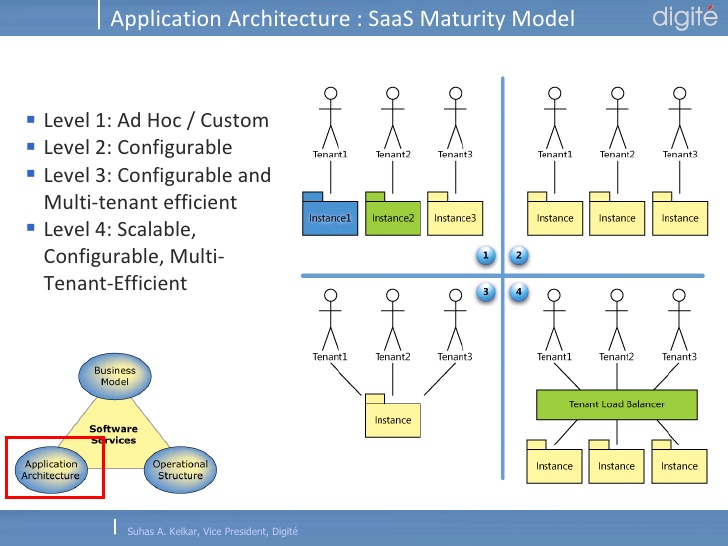 Application Architecture : SaaS Maturity Model
digité
Level 1: Ad Hoc / Custom
Level 2: Configurable
Level 3: Configurable and
Multi-tenant efficient
Level 4: Scalable,
Configurable, Multi-
Tenant-Efficient
Tenant1 Tenant2 Tenant3
Instance1 Instance2 Instance3
Tenant1 Tenant2 Tenant3
Instance Instance Instance
1 2
3 4
Tenant1 Tenant2 Tenant3
Instance
Tenant1 Tenant2 Tenant3
Tenant Load Balancer
Instance Instance Instance
Business
Model
Software
Services
Application
Architecture
Operational
Structure
Suhas A. Kelkar, Vice President, Digité